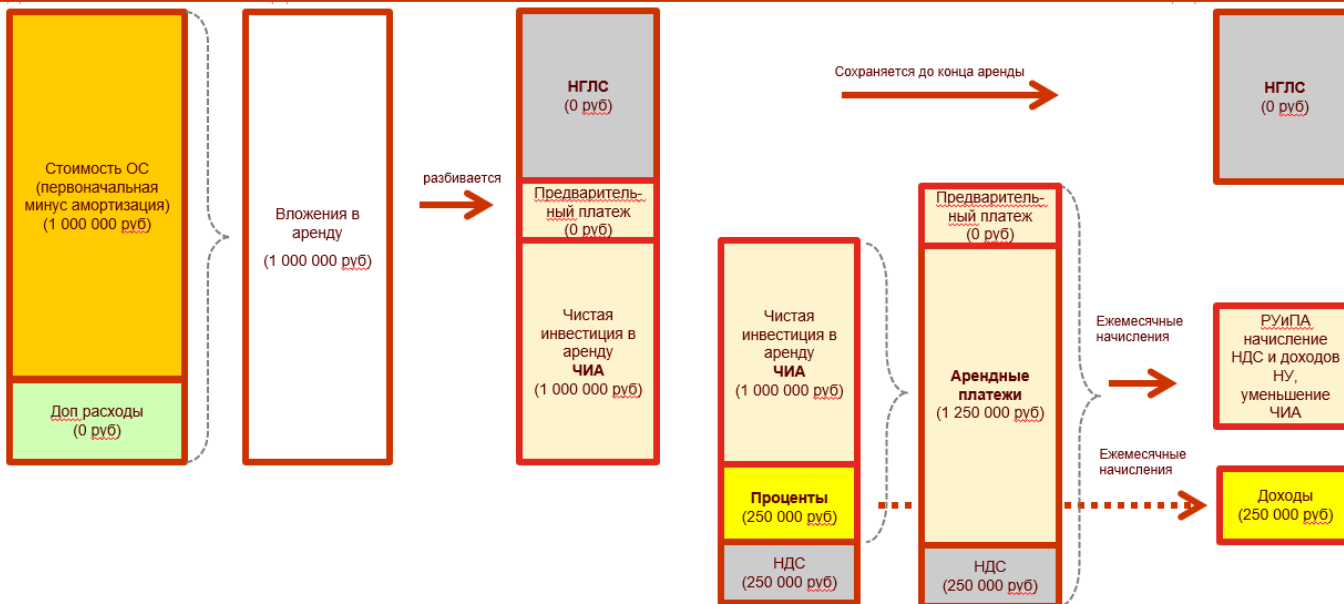 Стоимость ОС
(первоначальная
минус амортизация)
(1 000 000 руб)
Доп расходы
(0 руб)
Вложения в
аренду
(1 000 000 руб)
разбивается
НГЛС
(0 руб)
Предваритель-
ный платеж
(0 руб)
Чистая
инвестиция в
аренду
ЧИА
(1 000 000 руб)
Сохраняется до конца аренды
Чистая
инвестиция в
аренду
ЧИА
(1 000 000 руб)
Проценты
(250 000 руб)
НДС
(250 000 руб)
Предваритель-
ный платеж
(0 руб)
Арендные
платежи
(1 250 000 руб)
НДС
(250 000 руб)
Ежемесячные
начисления
Ежемесячные
начисления
НГЛС
(0 руб)
РУиПА
начисление
НДС и доходов
НУ,
уменьшение
ЧИА
Доходы
(250 000 руб)